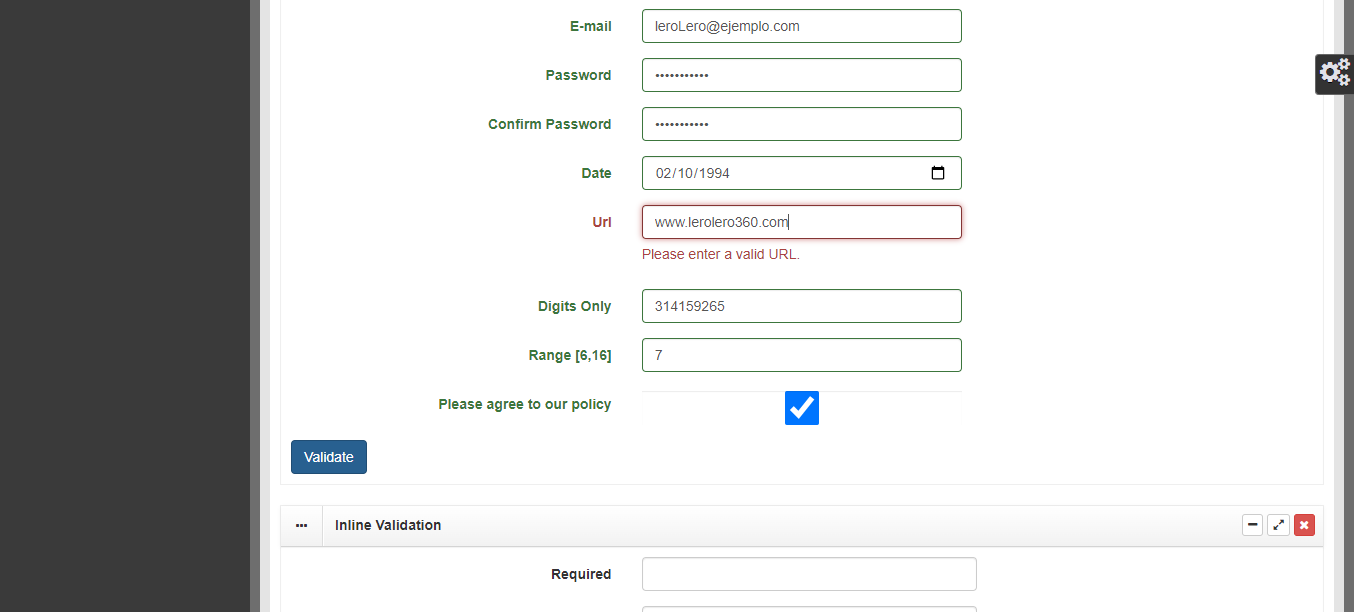 E-mail leroLero@ejemplo.com
Password •••••••••••
Confirm Password •••••••••••
Date 02/10/1994
Url www.lerolero360.com
Please enter a valid URL.
Digits Only 314159265
Range [6,16] 7
Please agree to our policy
Validate
Inline Validation
Required